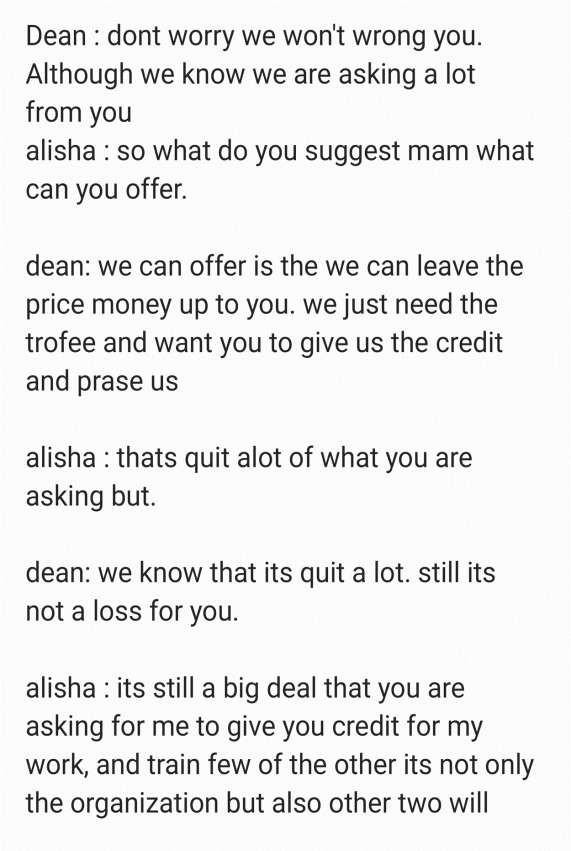 Dean : dont worry we won't wrong you.
Although we know we are asking a lot
from you
alisha : so what do you suggest mam what
can you offer.
dean: we can offer is the we can leave the
price money up to you. we just need the
trofee and want you to give us the credit
and prase us
alisha : thats quit alot of what you are
asking but.
dean: we know that its quit a lot. still its
not a loss for you.
alisha : its still a big deal that you are
asking for me to give you credit for my
work, and train few of the other its not only
the organization but also other two will